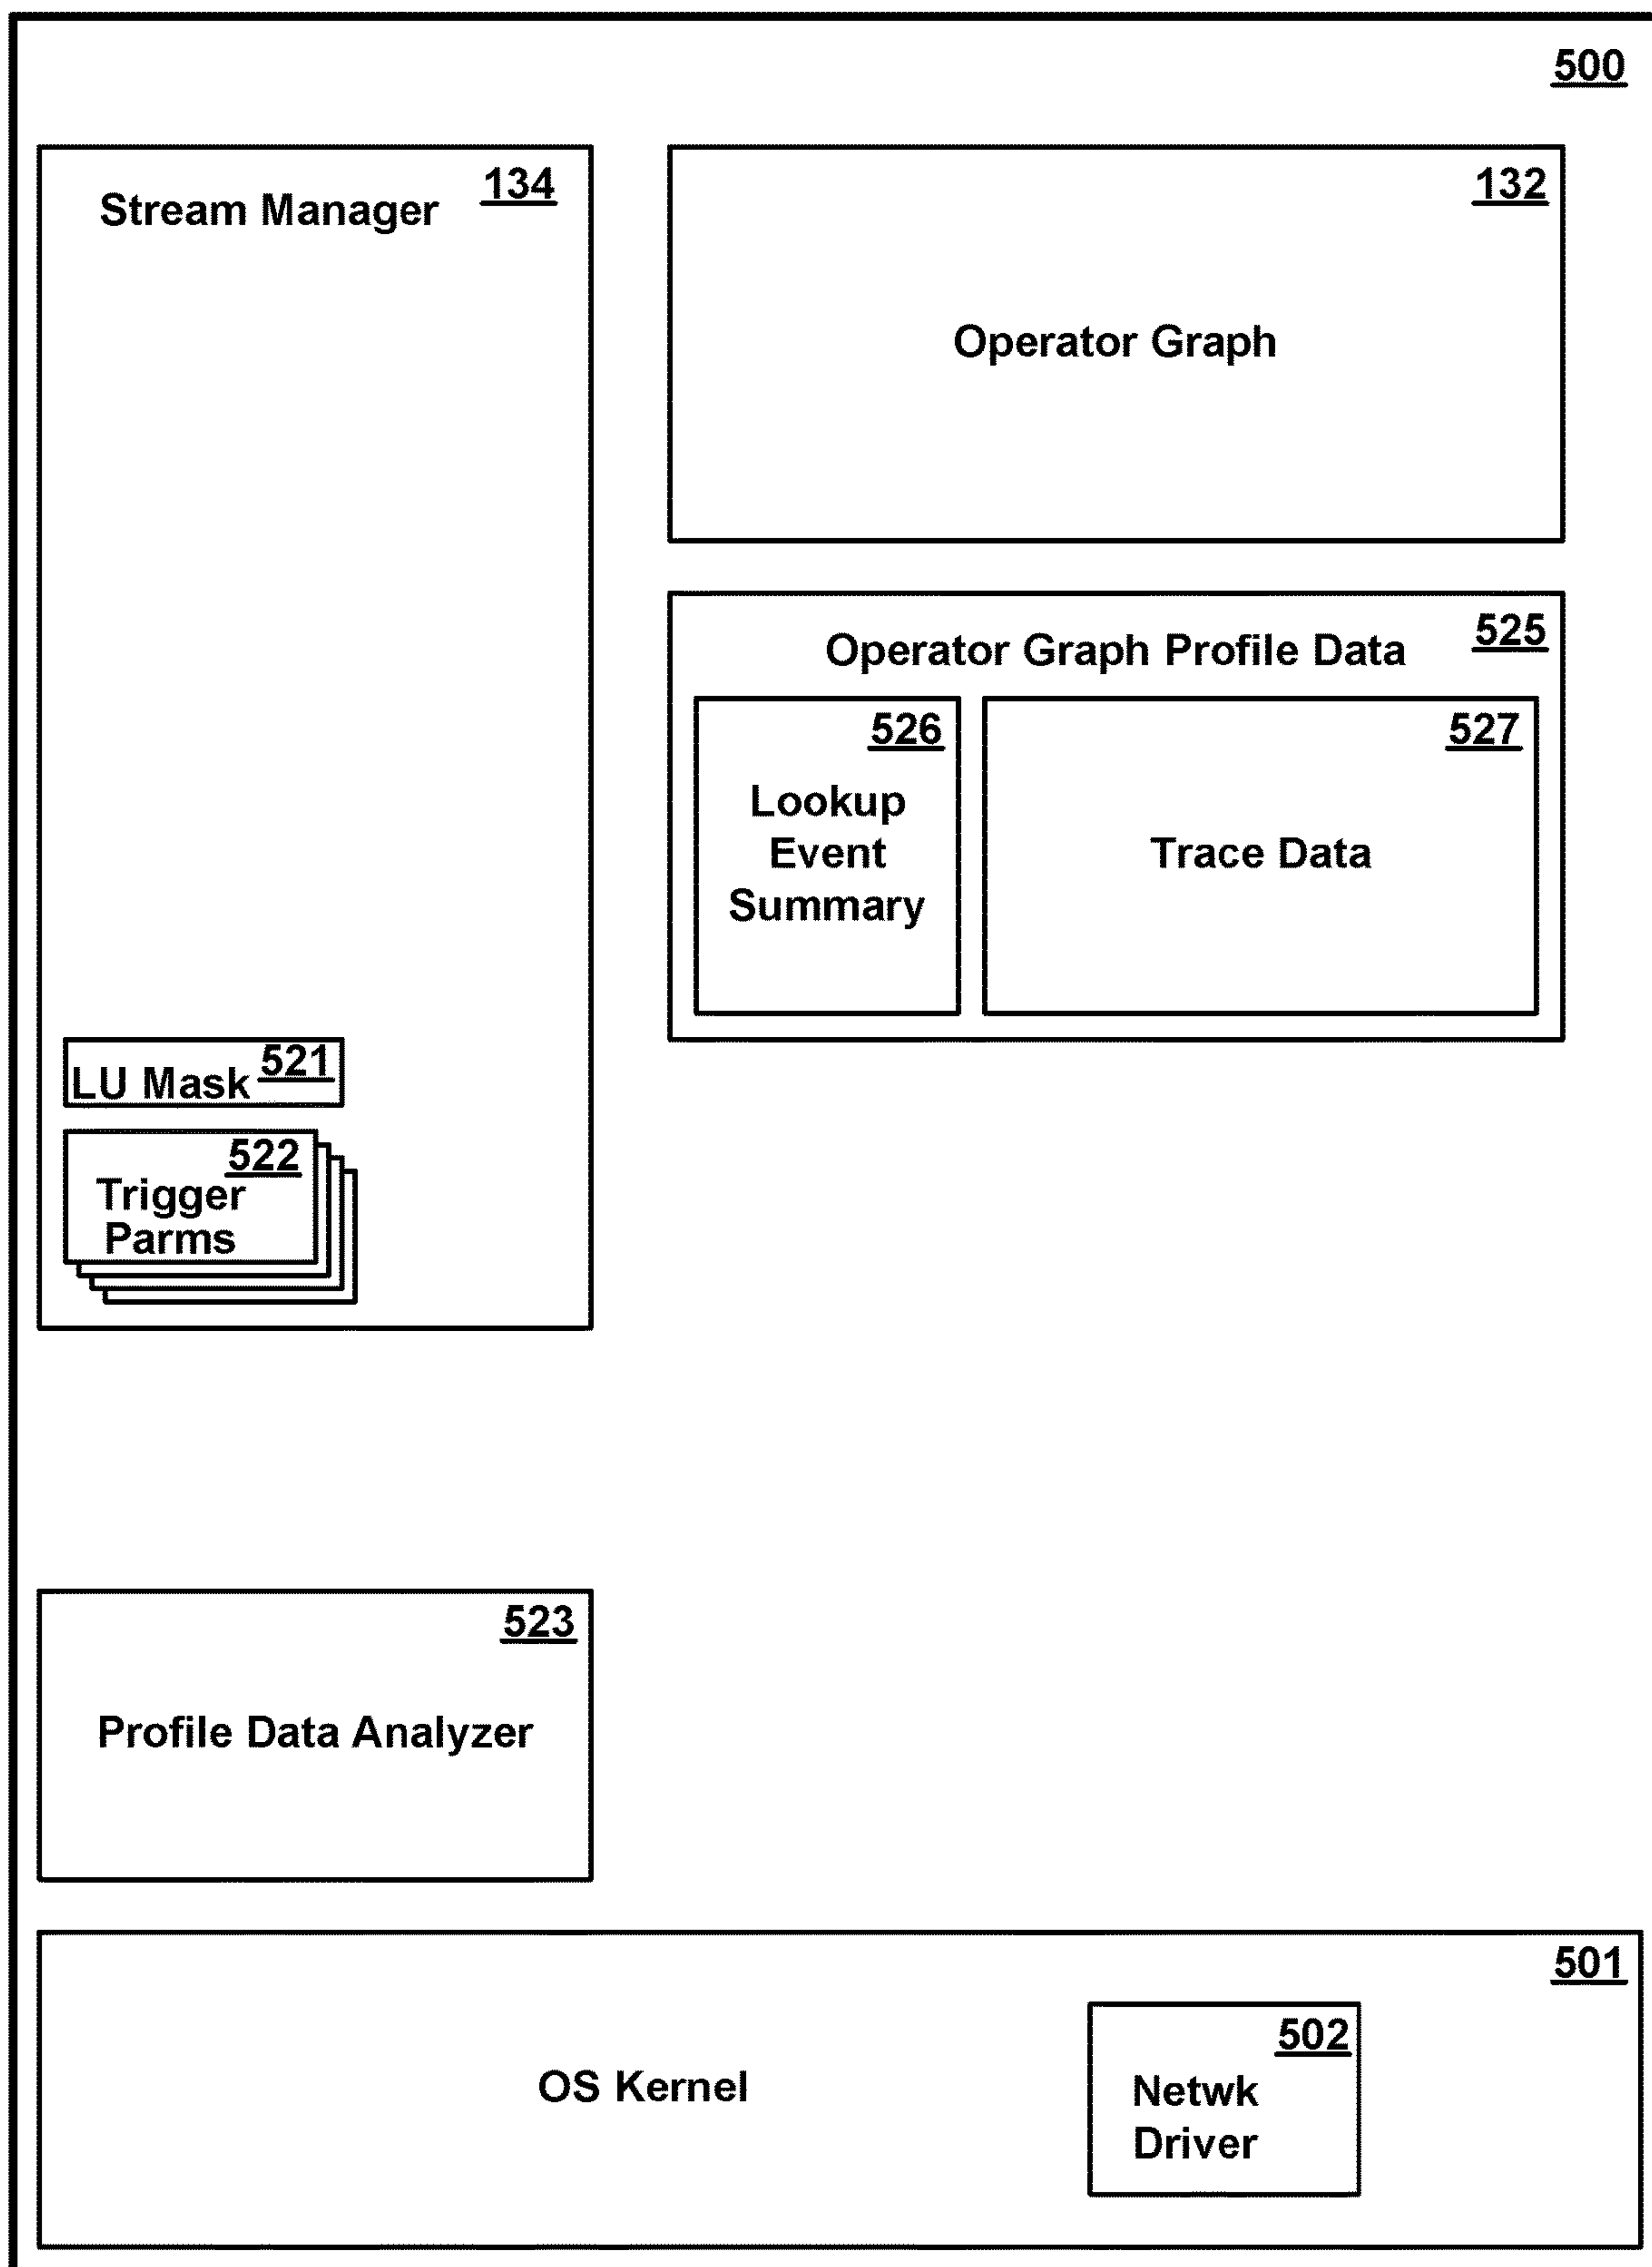 500
134
Stream Manager
132
Operator Graph
525
Operator Graph Profile Data
526
Lookup
Event
Summary
527
Trace Data
LU Mask 521
522
Trigger
Parms
523
Profile Data Analyzer
501
OS Kernel
502
Netwk
Driver